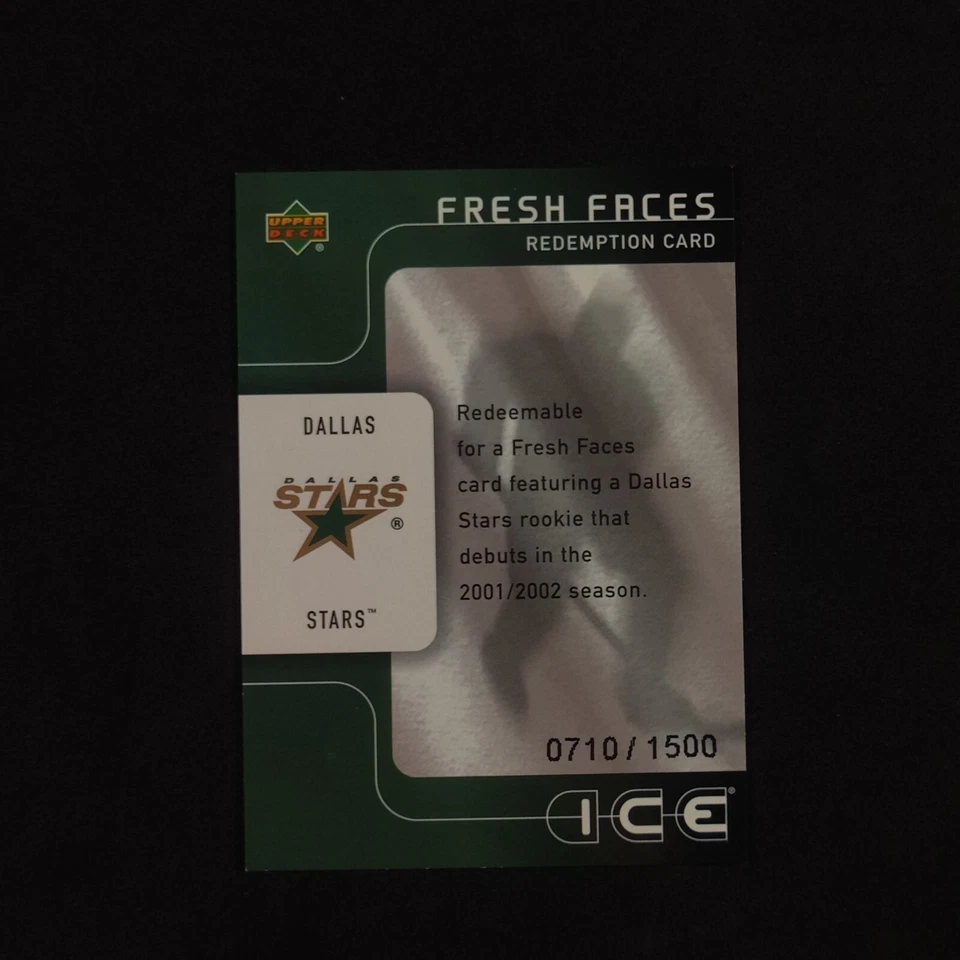 UPPER
DECK
®
FRESH FACES
REDEMPTION CARD
DALLAS
DALLAS
STARS
®
STARS™
Redeemable
for a Fresh Faces
card featuring a Dallas
Stars rookie that
debuts in the
2001/2002 season.
0710 / 1500
ICE®